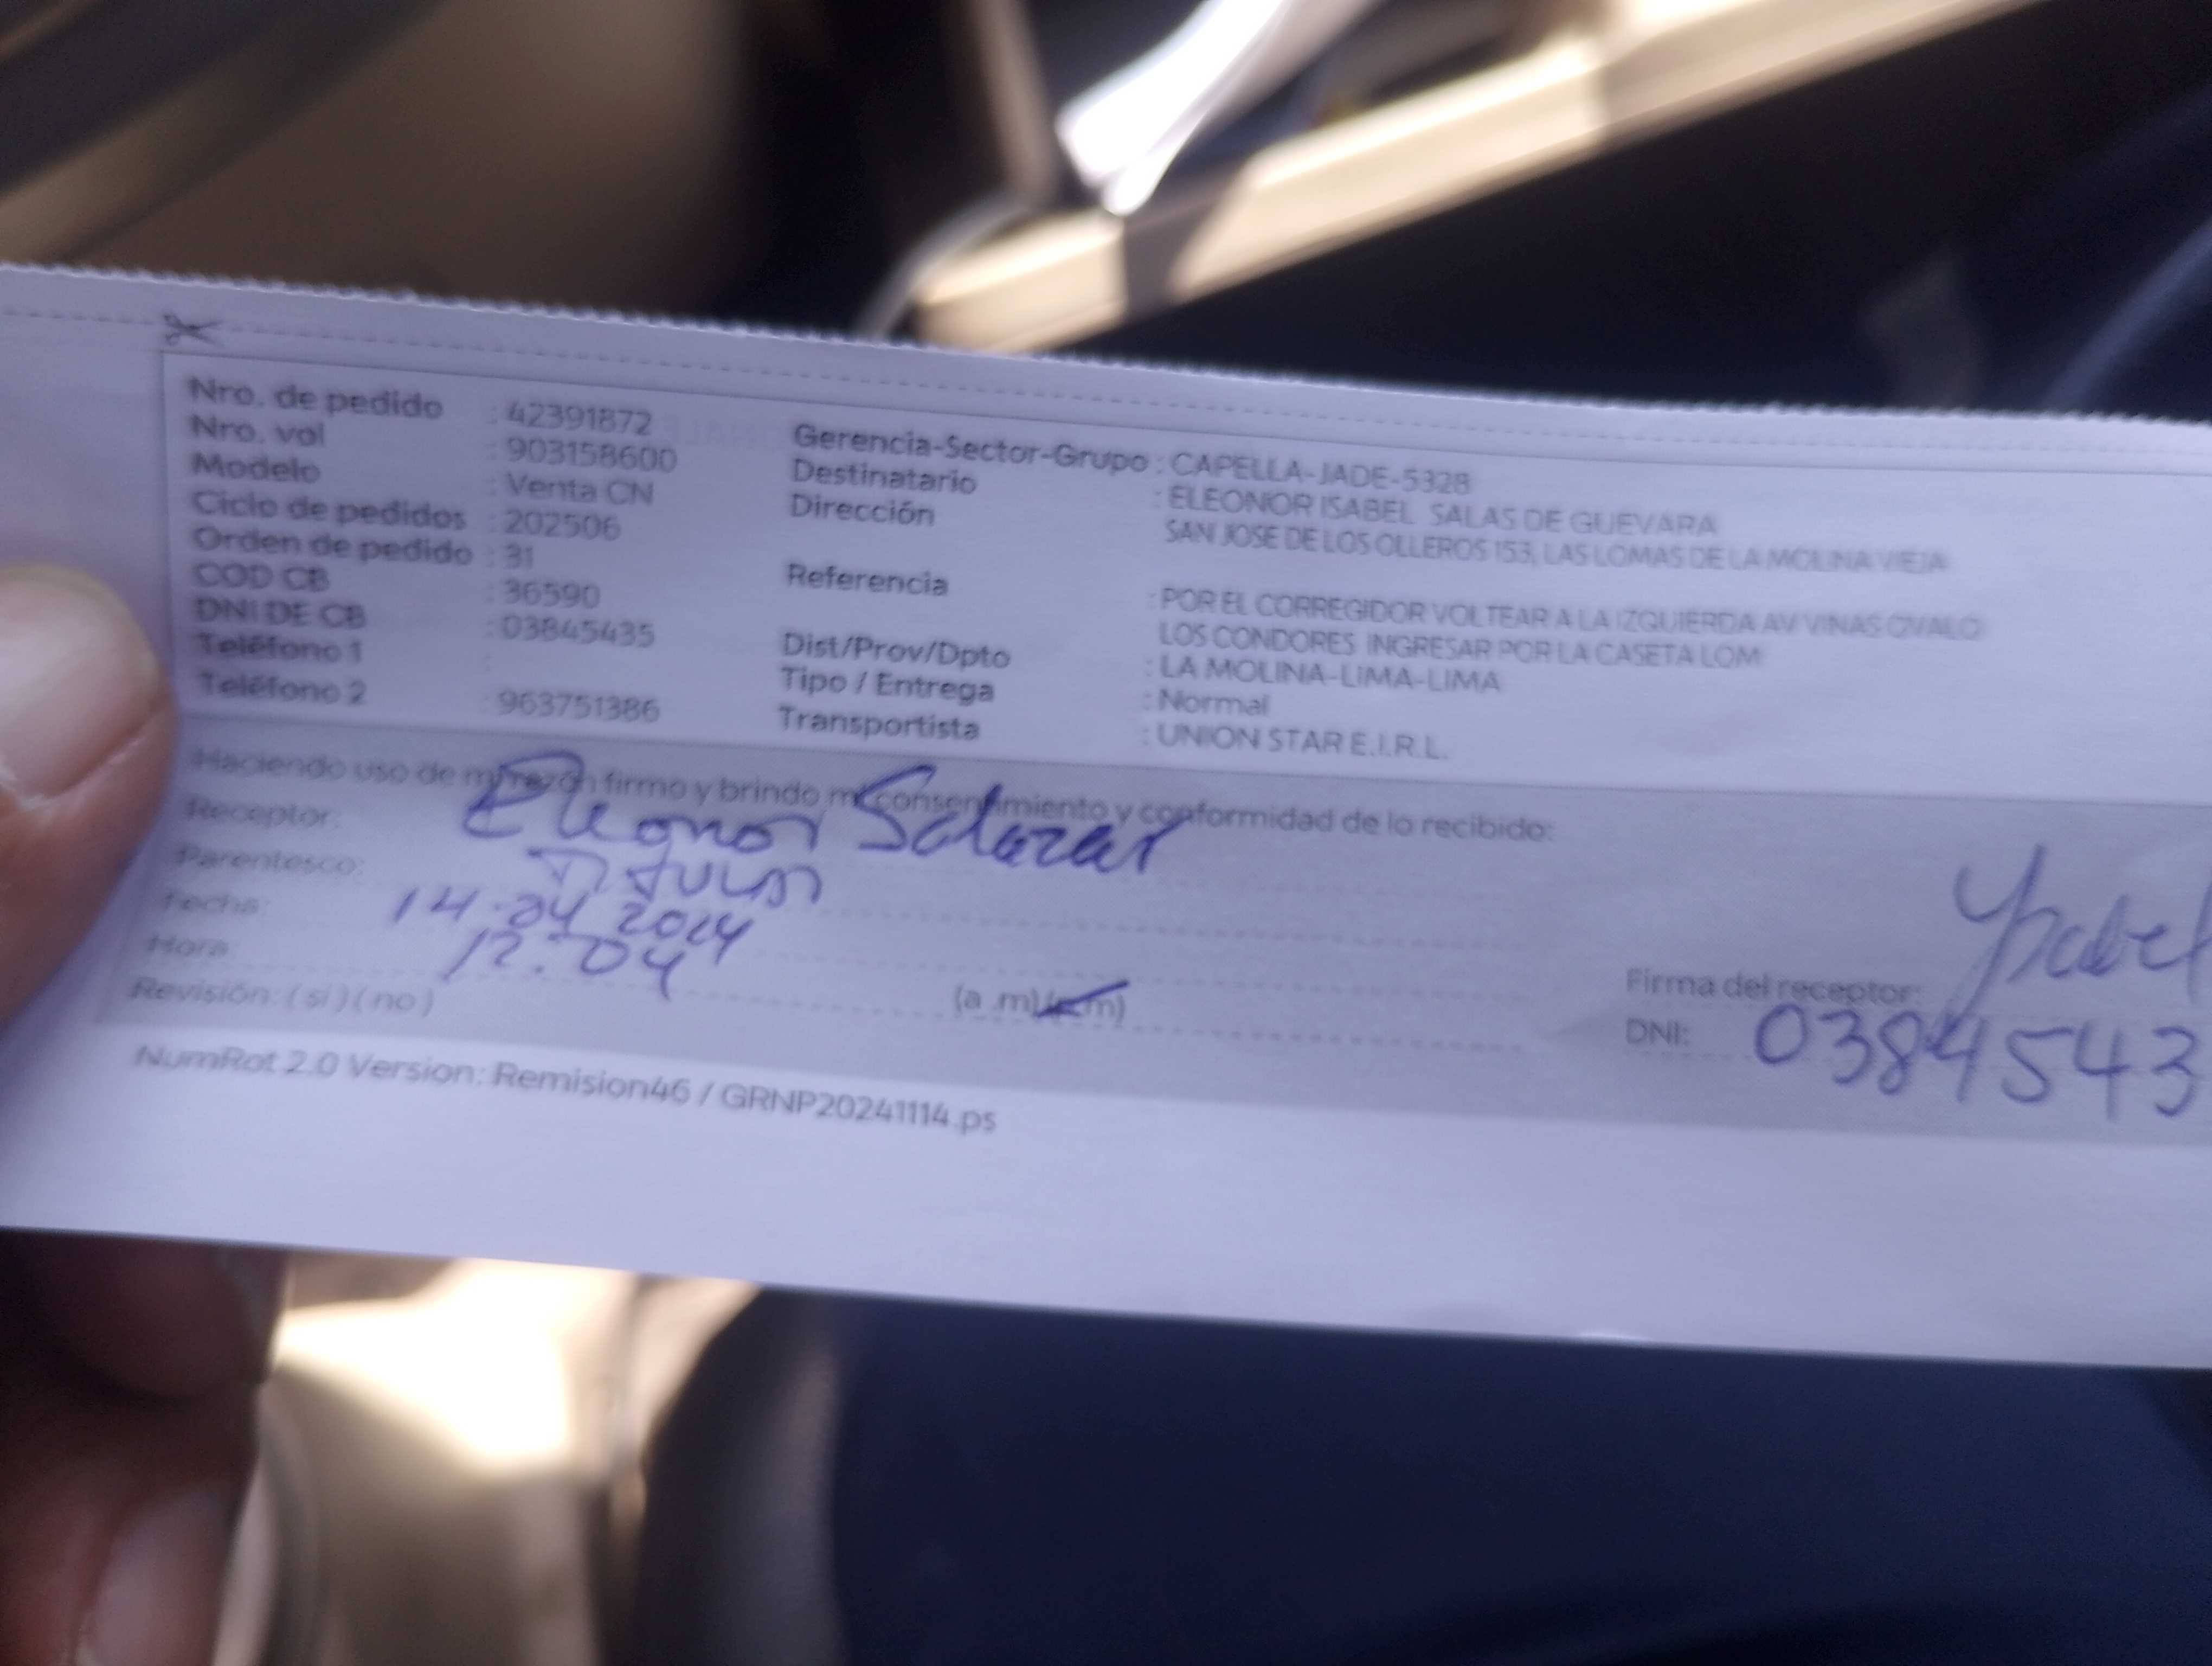 Nro. de pedido : 42391872
Nro. vol : 903158600
Modelo : Venta CN
Ciclo de pedidos : 202506
Orden de pedido : 31
COD CB : 36590
DNI DE CB : 03845435
Teléfono 1 :
Teléfono 2 : 963751386
Gerencia-Sector-Grupo : CAPELLA-JADE-5328
Destinatario : ELEONOR ISABEL SALAS DE GUEVARA
Dirección SAN JOSE DE LOS OLLEROS 153, LAS LOMAS DE LA MOLINA VIEJA
Referencia : POR EL CORREGIDOR VOLTEAR A LA IZQUIERDA AV VINAS OVALO
LOS CONDORES INGRESAR POR LA CASETA LOM
Dist/Prov/Dpto : LA MOLINA-LIMA-LIMA
Tipo / Entrega : Normal
Transportista : UNION STAR E.I.R.L.
Haciendo uso de mi razón firmo y brindo mi consentimiento y conformidad de lo recibido:
Receptor: Eleonor Salazar
Parentesco:
Fecha: 14.04 2024
Hora 12:04 (a .m)(p.m)
Revisión: ( si ) ( no )
Firma del receptor: Ysabel
DNI: 0384543
NumRot 2.0 Version: Remision46 / GRNP20241114.ps